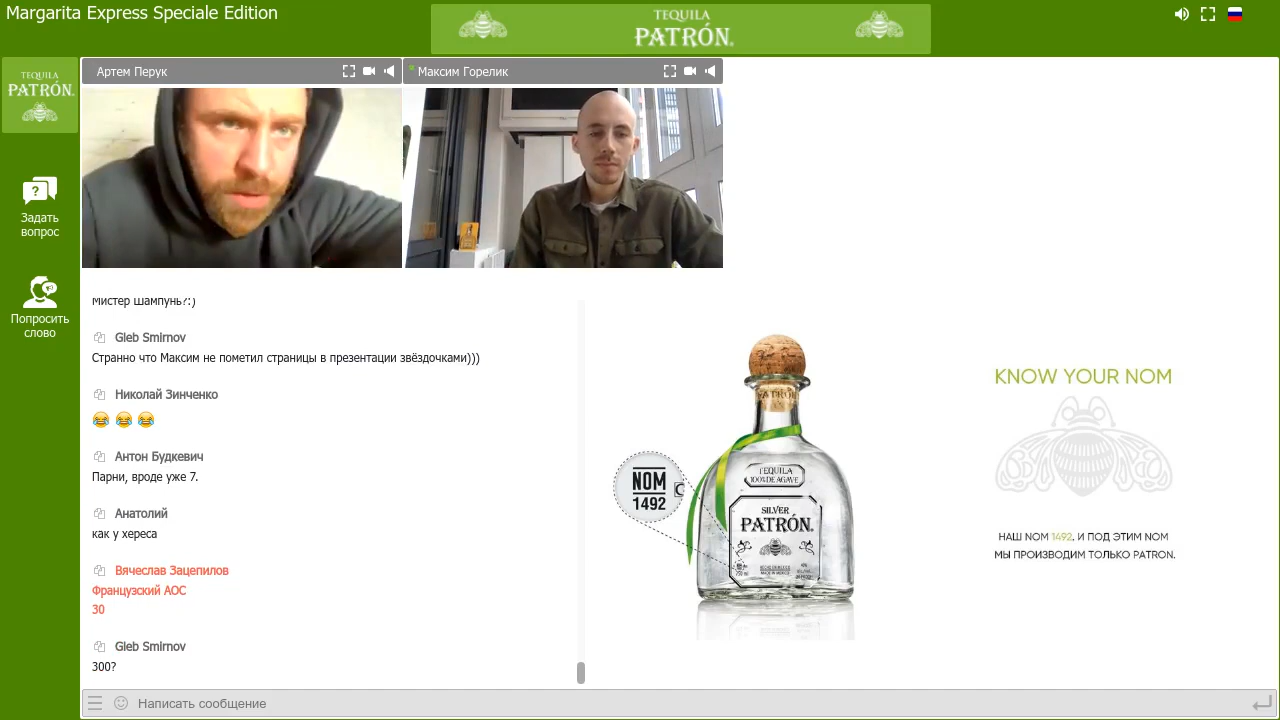 Margarita Express Speciale Edition
TEQUILA
PATRÓN.
TEQUILA
PATRÓN.
Задать
вопрос
Попросить
слово
Артем Перук
Максим Горелик
Мистер Шампунь?:)
Gleb Smirnov
Странно что Максим не пометил страницы в презентации звёздочками)))
Николай Зинченко
Антон Будкевич
Парни, вроде уже 7.
Анатолий
как у хереса
Вячеслав Зацепилов
Французский АОС
30
Gleb Smirnov
300?
Написать сообщение
NOM
1492
PATRÓN
TEQUILA
100% DE AGAVE
SILVER
PATRÓN.
KNOW YOUR NOM
НАШ NOM 1492, И ПОД ЭТИМ NOM
МЫ ПРОИЗВОДИМ ТОЛЬКО PATRON.